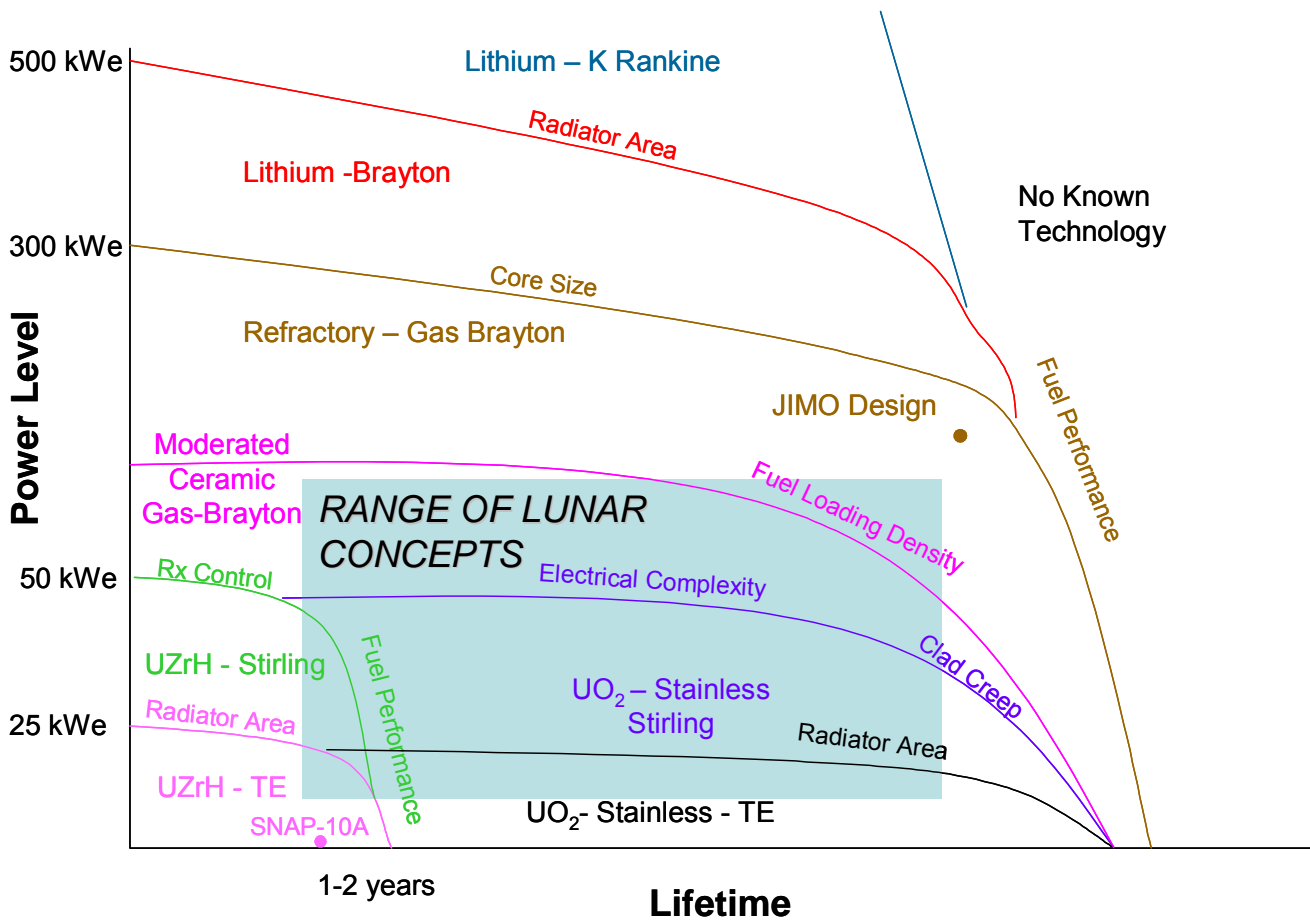 500 kWe
Lithium – K Rankine
Radiator Area
Lithium -Brayton
No Known
Technology
300 kWe
Core Size
Refractory – Gas Brayton
Power Level
Fuel Performance
JIMO Design
Moderated
Ceramic
Gas-Brayton
Fuel Loading Density
RANGE OF LUNAR
CONCEPTS
50 kWe
Rx Control
Electrical Complexity
Fuel Performance
Clad Creep
UZrH - Stirling
UO2 – Stainless
Stirling
25 kWe
Radiator Area
Radiator Area
UZrH - TE
UO2- Stainless - TE
SNAP-10A
1-2 years
Lifetime